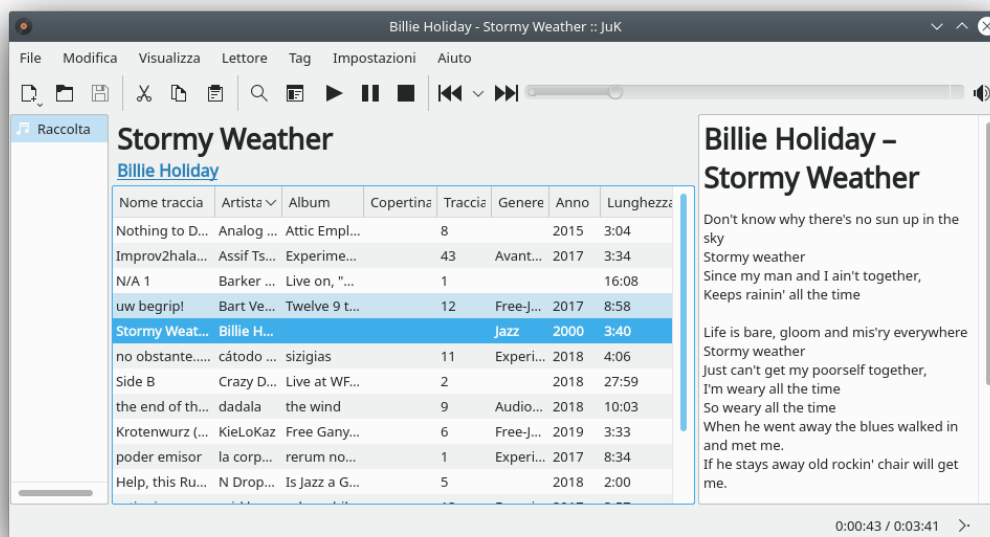 Billie Holiday - Stormy Weather :: JuK
File Modifica Visualizza Lettore Tag Impostazioni Aiuto
Raccolta
Stormy Weather
Billie Holiday
Nome traccia Artista Album Copertina Traccia Genere Anno Lunghezza
Nothing to D... Analog ... Attic Empl... 8 2015 3:04
Improv2hala... Assif Ts... Experime... 43 Avant... 2017 3:34
N/A 1 Barker ... Live on, "... 1 16:08
uw begrip! Bart Ve... Twelve 9 t... 12 Free-J... 2017 8:58
Stormy Weat... Billie H... Jazz 2000 3:40
no obstante..... cátodo ... sizigias 11 Experi... 2018 4:06
Side B Crazy D... Live at WF... 2 2018 27:59
the end of th... dadala the wind 9 Audio... 2018 10:03
Krotenwurz (... KieLoKaz Free Gany... 6 Free-J... 2019 3:33
poder emisor la corp... rerum no... 1 Experi... 2018 8:34
Help, this Ru... N Drop... Is Jazz a G... 5 2018 2:00
Billie Holiday –
Stormy Weather
Don't know why there's no sun up in the
sky
Stormy weather
Since my man and I ain't together,
Keeps rainin' all the time
Life is bare, gloom and mis'ry everywhere
Stormy weather
Just can't get my poorself together,
I'm weary all the time
So weary all the time
When he went away the blues walked in
and met me.
If he stays away old rockin' chair will get
me.
0:00:43 / 0:03:41